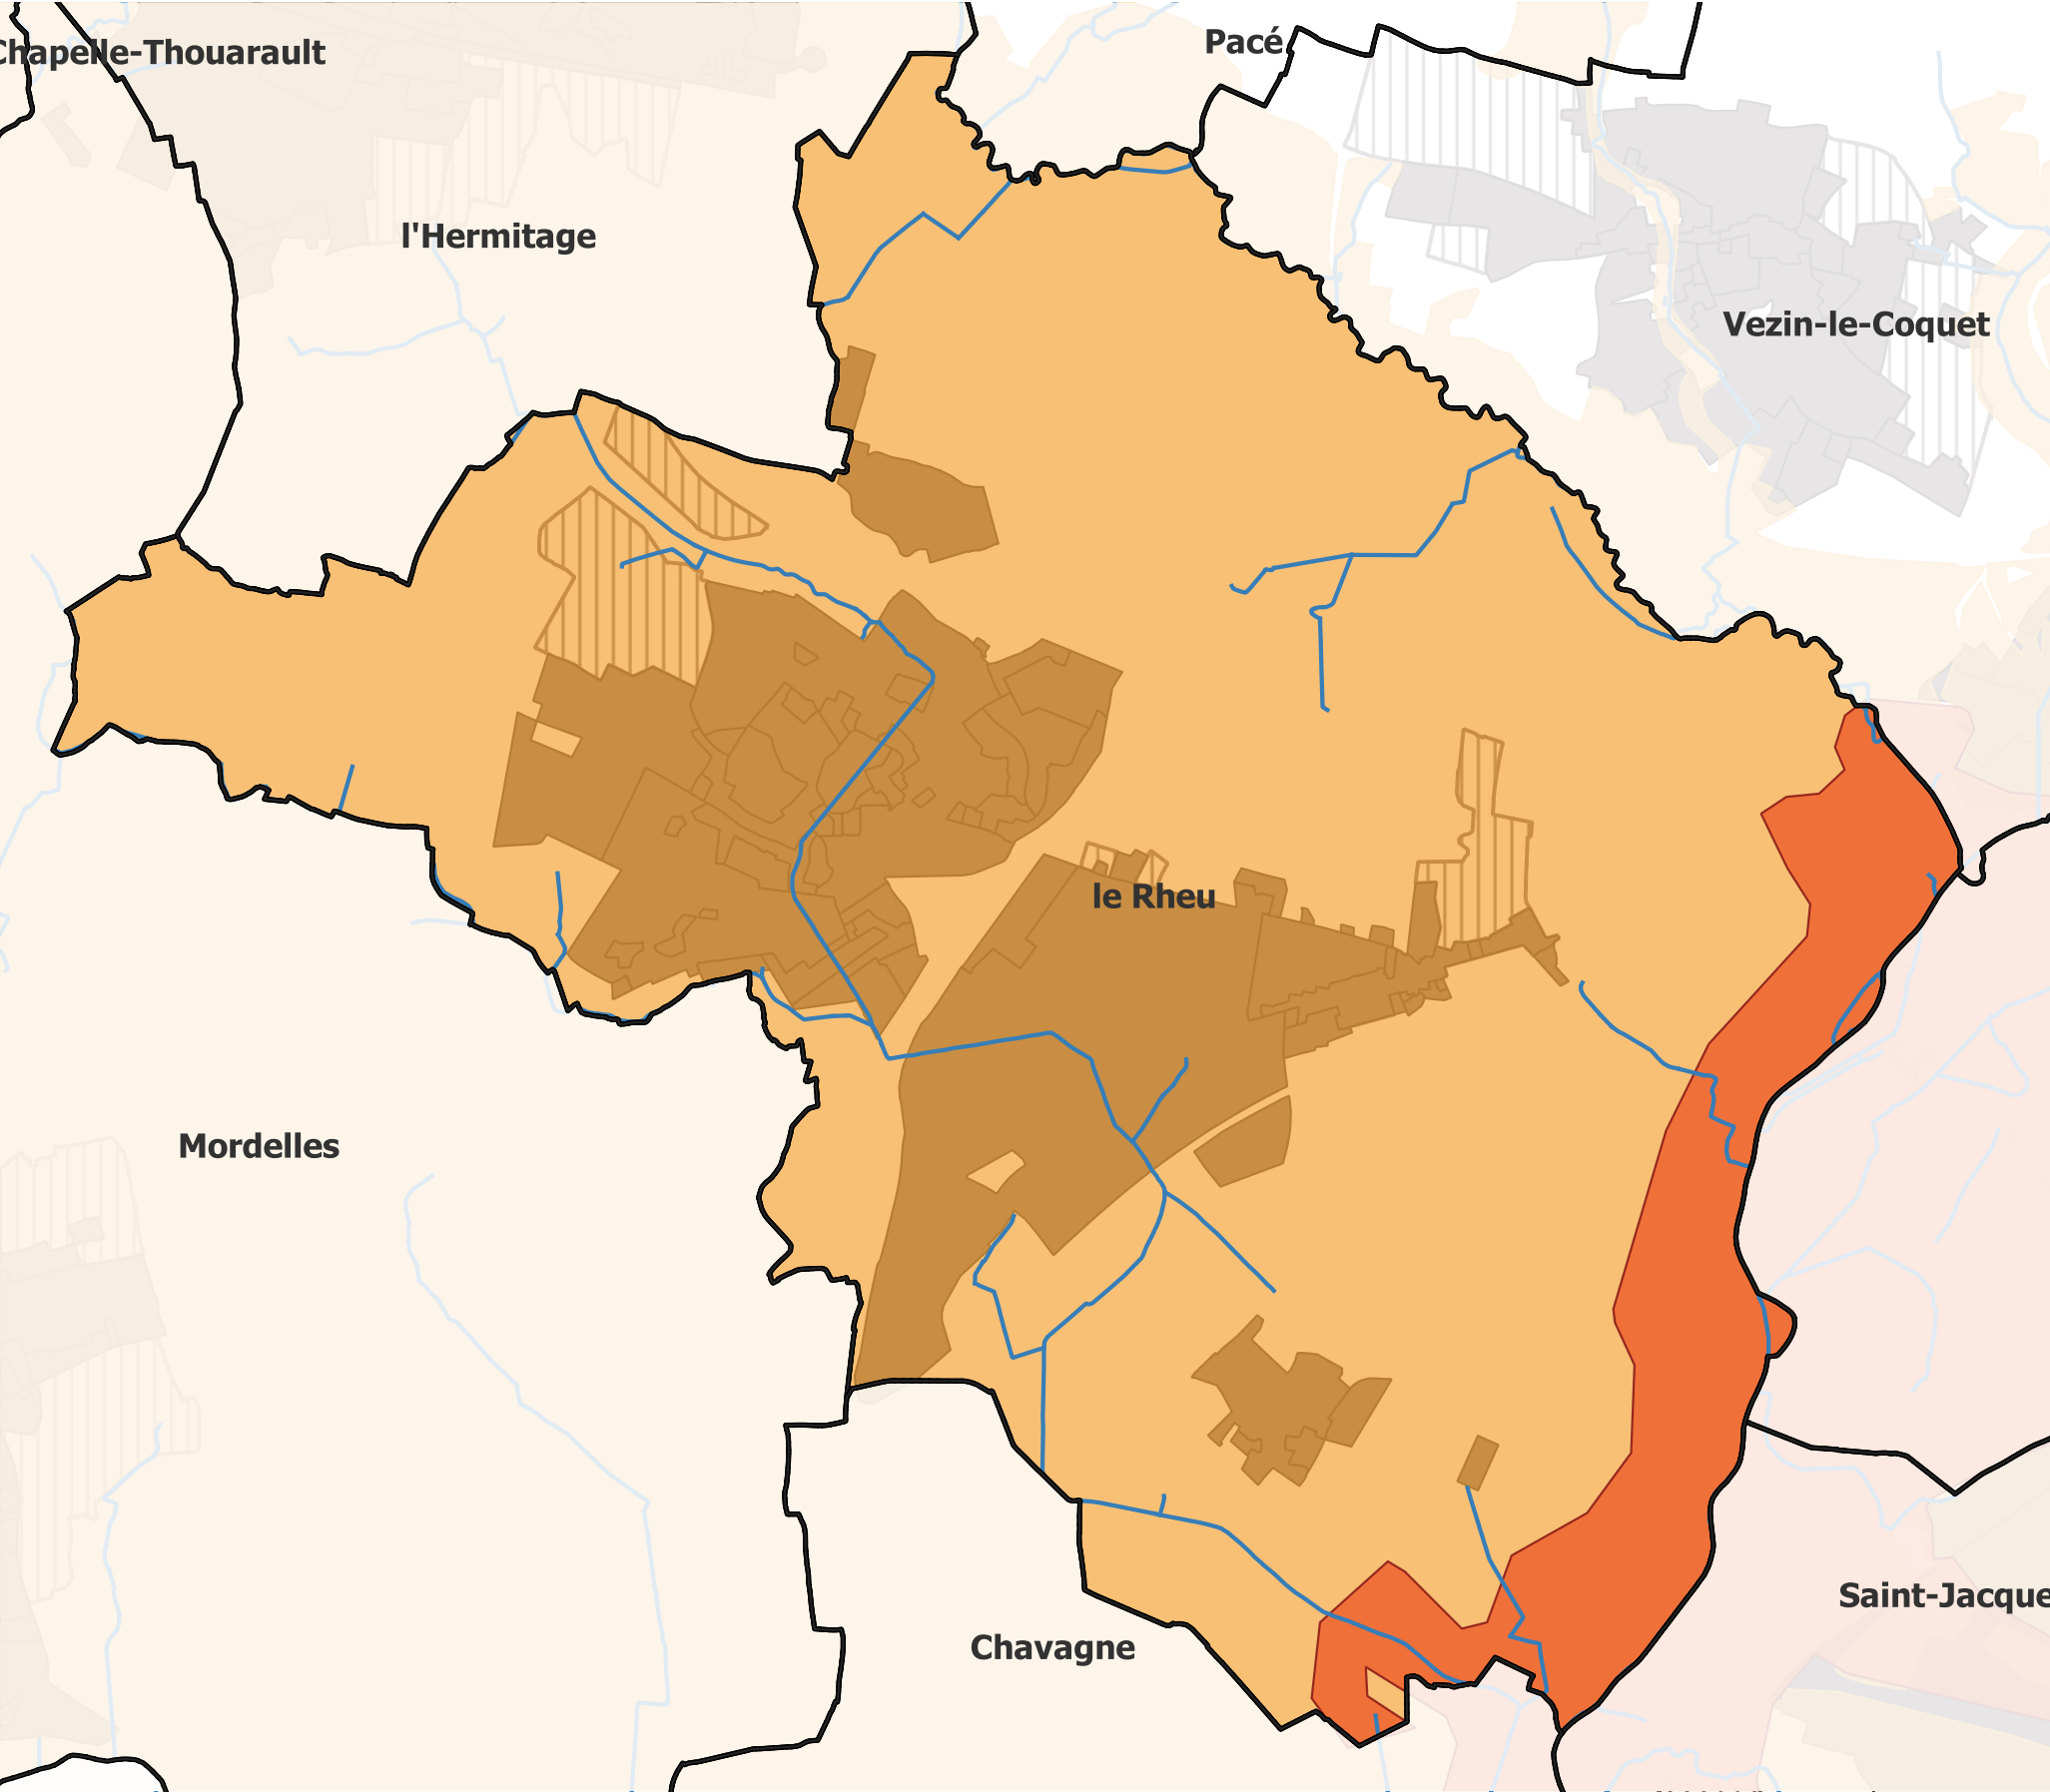 Chapelle-Thouarault
Pacé
l'Hermitage
Vezin-le-Coquet
le Rheu
Mordelles
Saint-Jacque
Chavagne